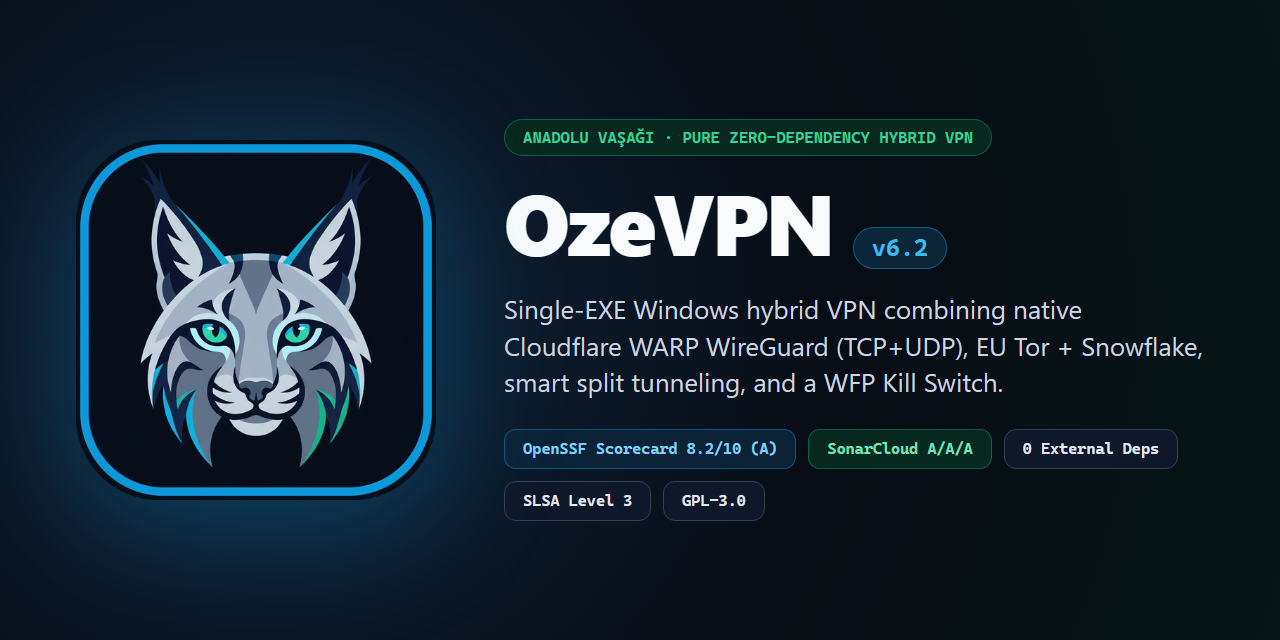 ANADOLU VAŞAĞI · PURE ZERO-DEPENDENCY HYBRID VPN
OzeVPN v6.2
Single-EXE Windows hybrid VPN combining native
Cloudflare WARP WireGuard (TCP+UDP), EU Tor + Snowflake,
smart split tunneling, and a WFP Kill Switch.
OpenSSF Scorecard 8.2/10 (A) SonarCloud A/A/A 0 External Deps
SLSA Level 3 GPL-3.0